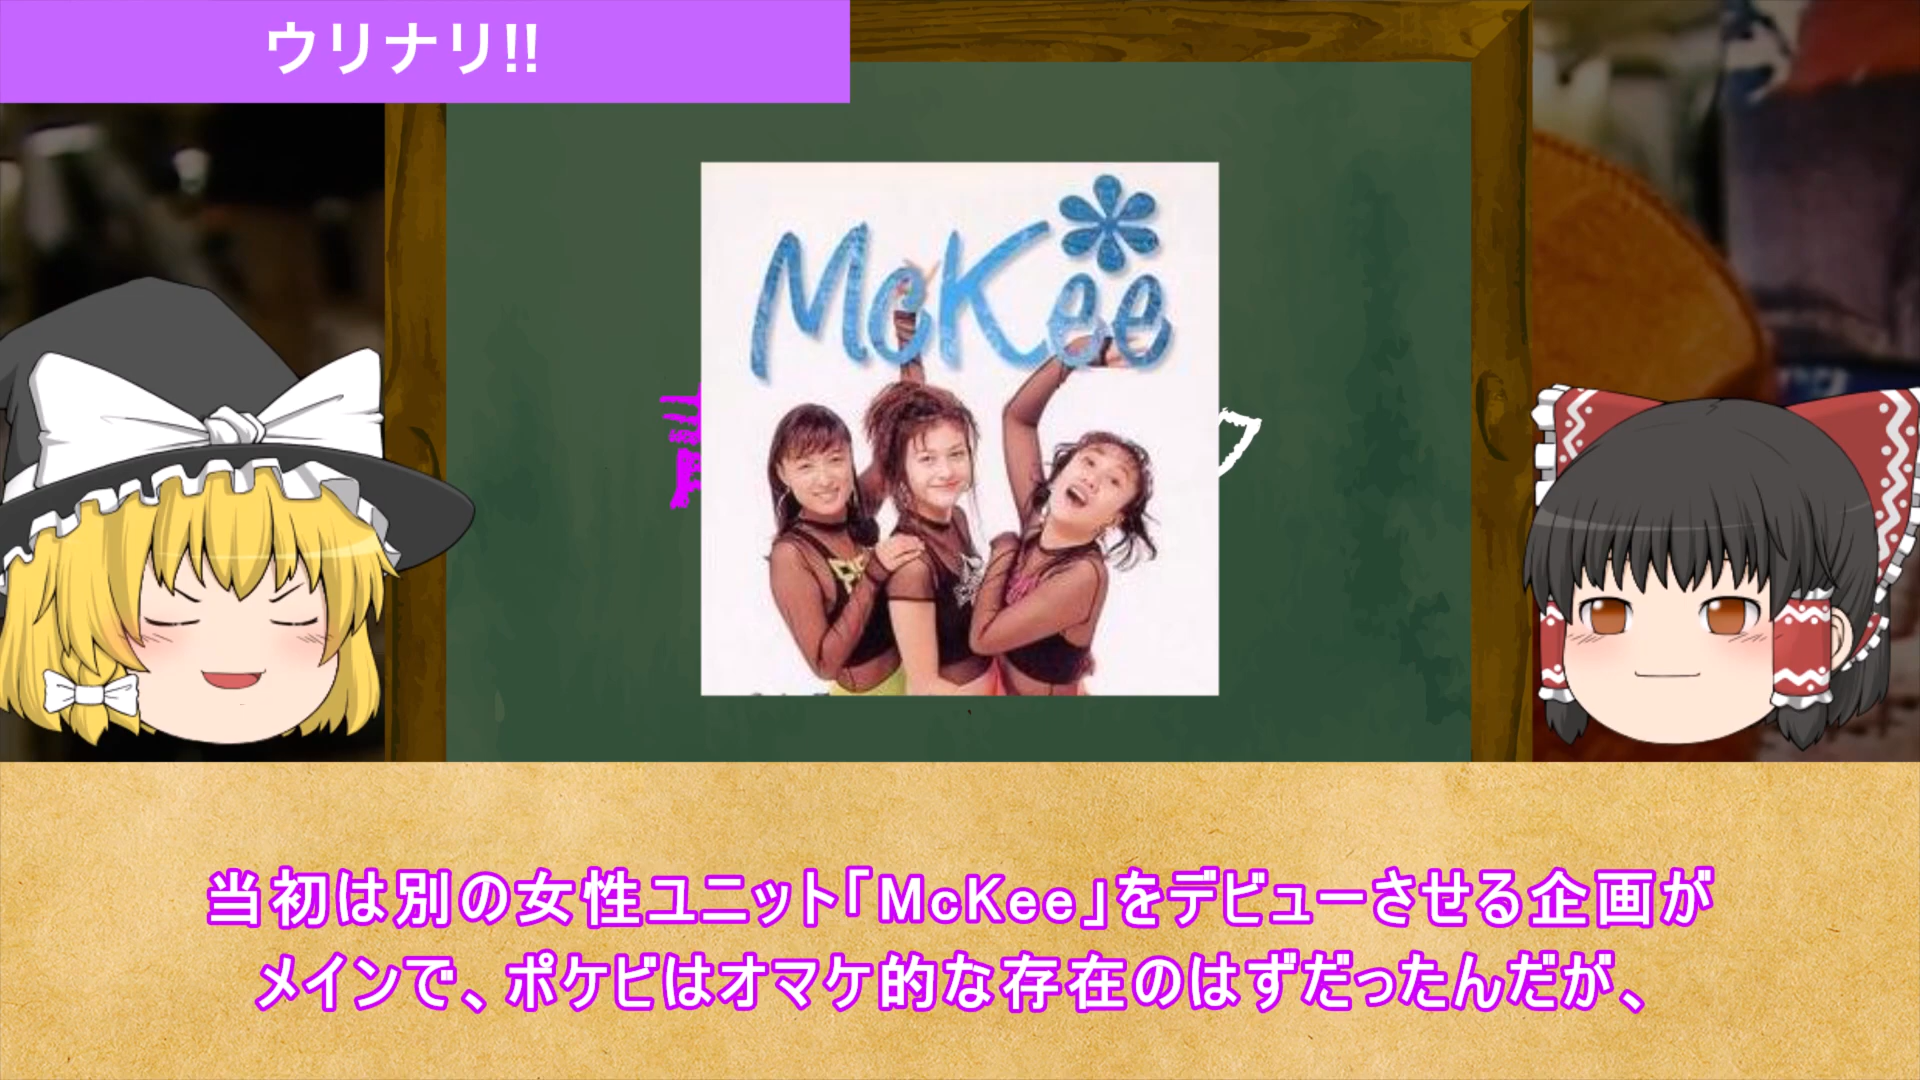 ウリナリ!!
McKee
当初は別の女性ユニット「McKee」をデビューさせる企画が
メインで、ポケビはオマケ的な存在のはずだったんだが、